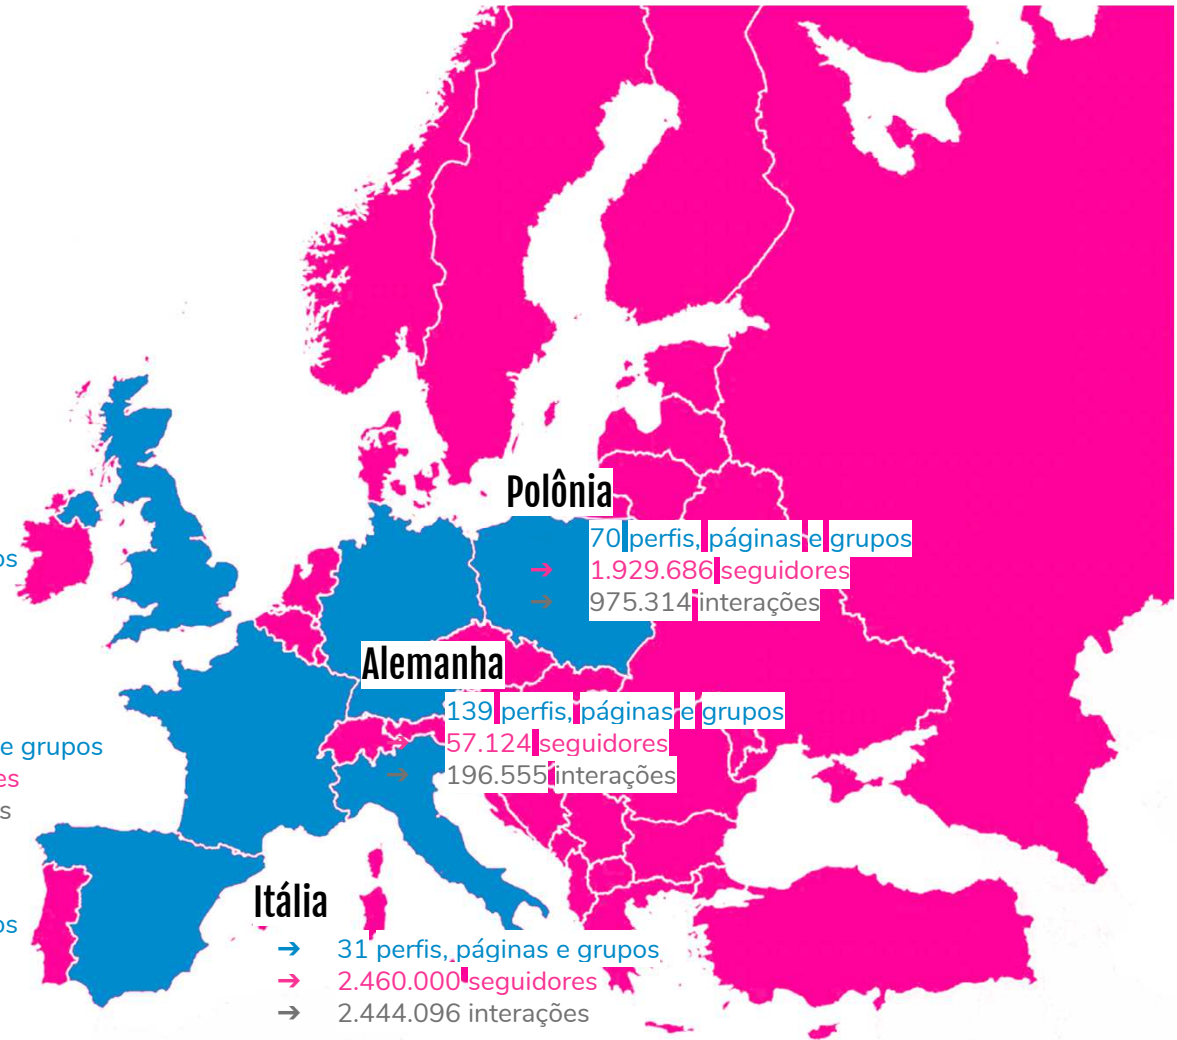 Polônia
70 perfis, páginas e grupos
➔ 1.929.686 seguidores
➔ 975.314 interações
Alemanha
139 perfis, páginas e grupos
➔ 57.124 seguidores
➔ 196.555 interações
e grupos
Itália
➔ 31 perfis, páginas e grupos
➔ 2.460.000 seguidores
➔ 2.444.096 interações